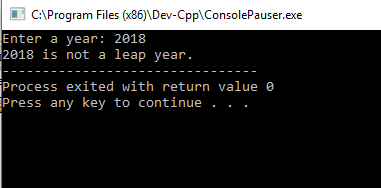 C:\Program Files (x86)\Dev-Cpp\ConsolePauser.exe
Enter a year: 2018
2018 is not a leap year.
--------------------------------
Process exited with return value 0
Press any key to continue . . .